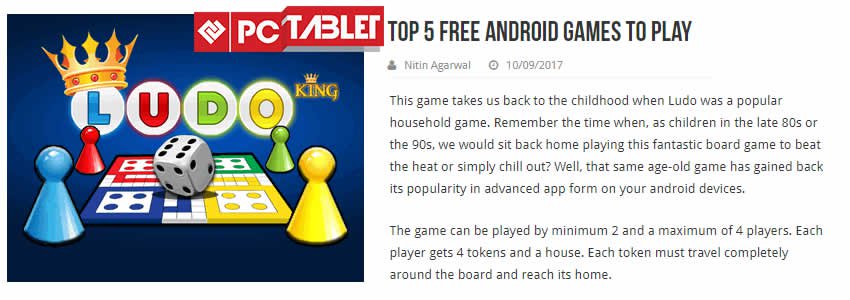 PC TABLET
LUDO
KING
TOP 5 FREE ANDROID GAMES TO PLAY
Nitin Agarwal 10/09/2017
This game takes us back to the childhood when Ludo was a popular
household game. Remember the time when, as children in the late 80s or
the 90s, we would sit back home playing this fantastic board game to beat
the heat or simply chill out? Well, that same age-old game has gained back
its popularity in advanced app form on your android devices.
The game can be played by minimum 2 and a maximum of 4 players. Each
player gets 4 tokens and a house. Each token must travel completely
around the board and reach its home.